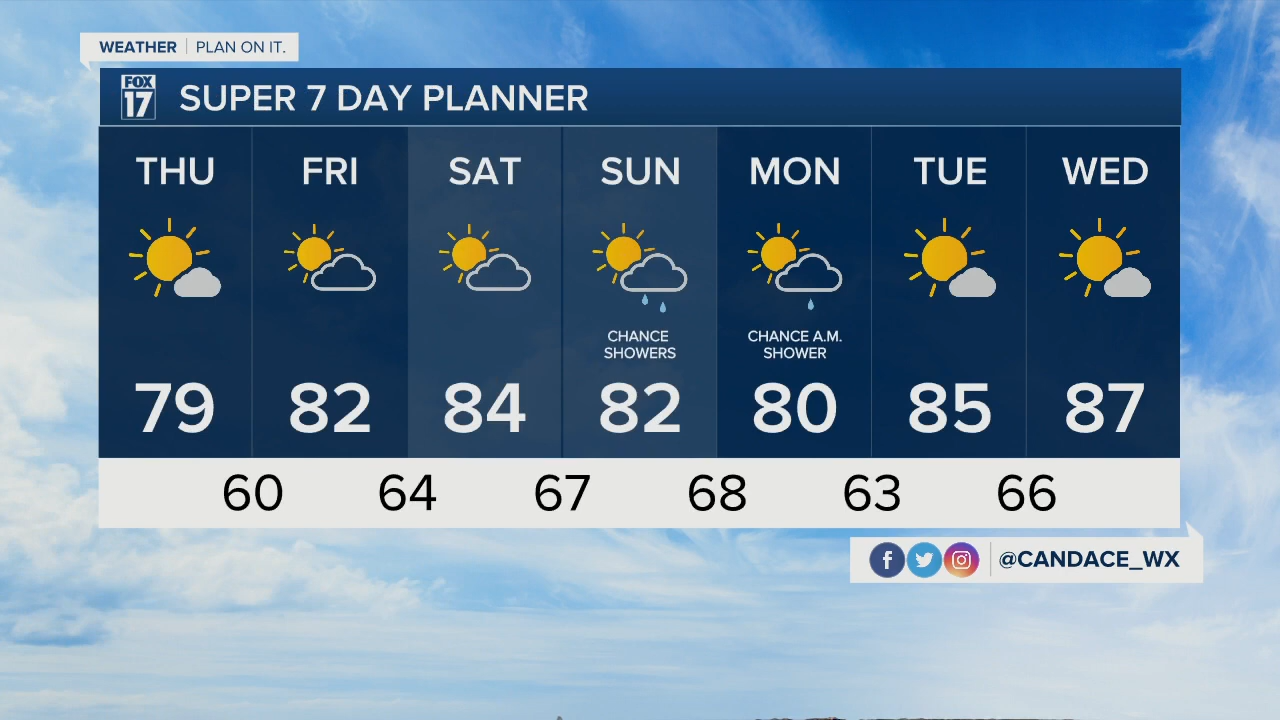 WEATHER | PLAN ON IT.
FOX
17
SUPER 7 DAY PLANNER
THU FRI SAT SUN MON TUE WED
CHANCE SHOWERS
CHANCE A.M. SHOWER
79 82 84 82 80 85 87
60 64 67 68 63 66
@CANDACE_WX